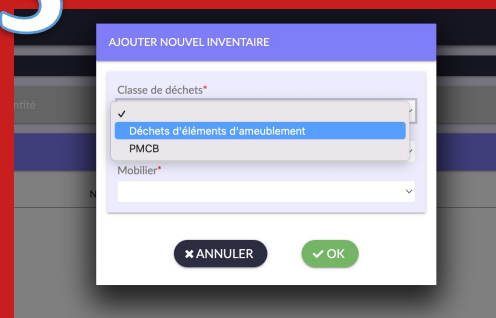 AJOUTER NOUVEL INVENTAIRE
Classe de déchets*
✓
Déchets d'éléments d'ameublement
PMCB
Mobilier*
N
✖ ANNULER
✓ OK